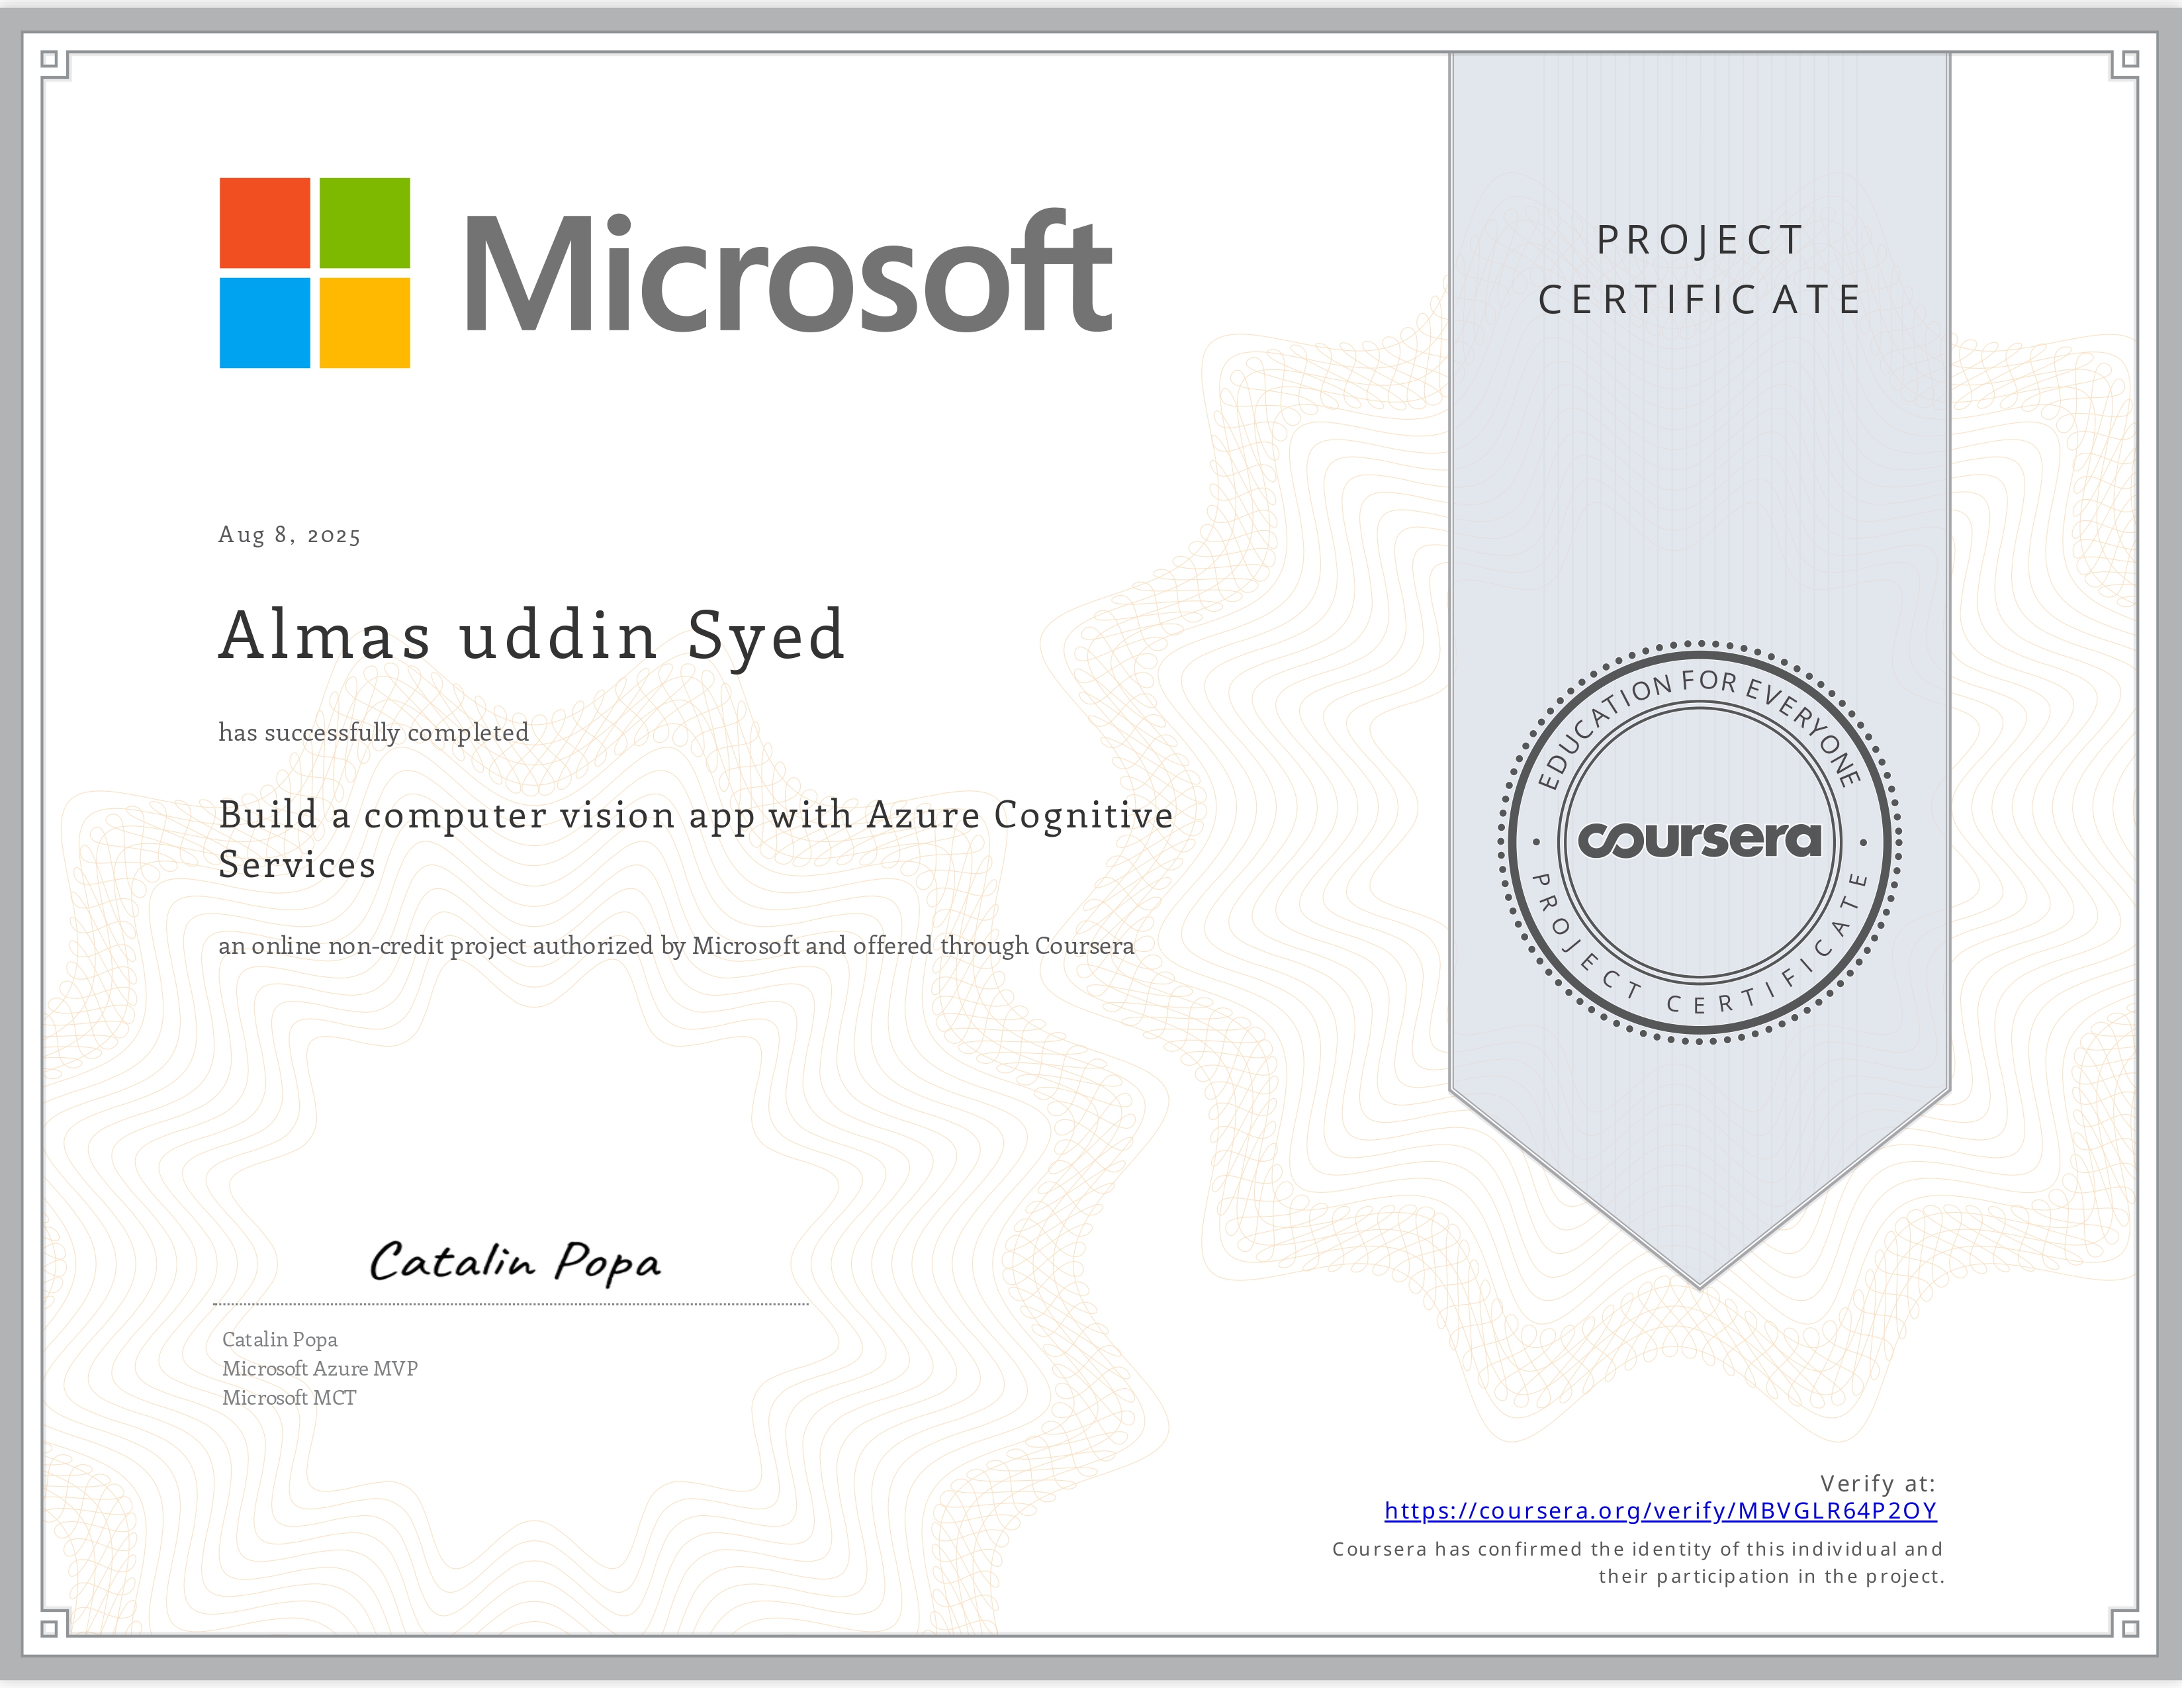 Microsoft
PROJECT
CERTIFICATE
Aug 8, 2025
Almas uddin Syed
has successfully completed
Build a computer vision app with Azure Cognitive
Services
an online non-credit project authorized by Microsoft and offered through Coursera
EDUCATION FOR EVERYONE
coursera
PROJECT CERTIFICATE
Catalin Popa
Catalin Popa
Microsoft Azure MVP
Microsoft MCT
Verify at:
https://coursera.org/verify/MBVGLR64P2OY
Coursera has confirmed the identity of this individual and
their participation in the project.